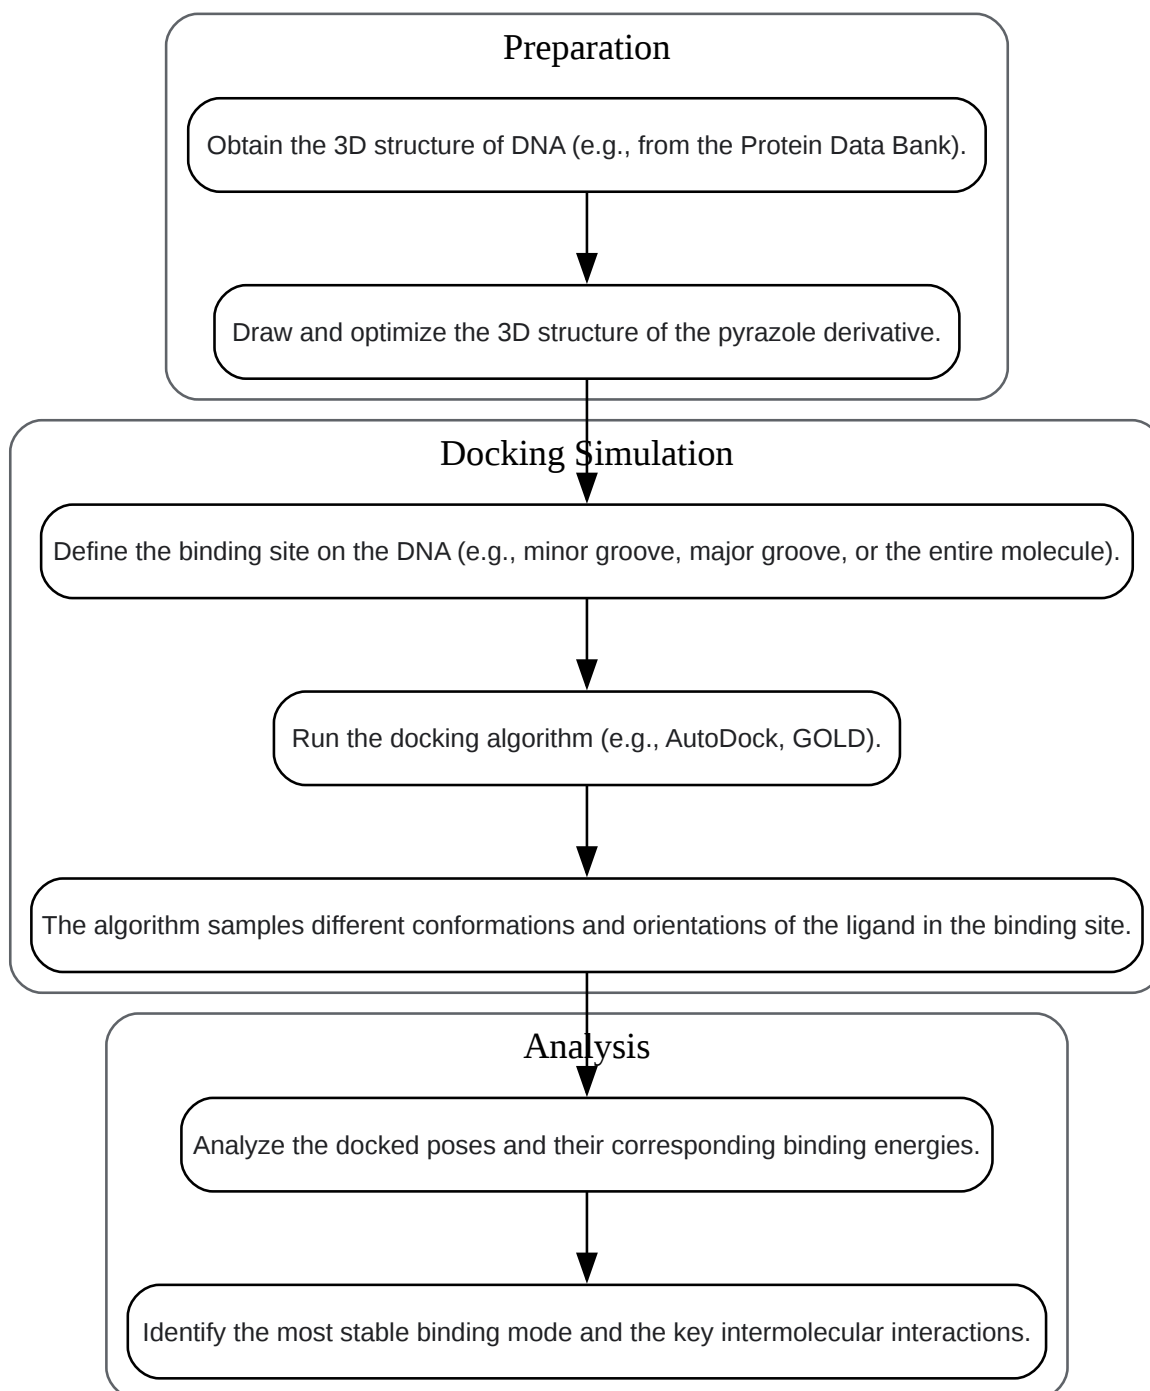 Preparation
Obtain the 3D structure of DNA (e.g., from the Protein Data Bank).
Draw and optimize the 3D structure of the pyrazole derivative.
Docking Simulation
Define the binding site on the DNA (e.g., minor groove, major groove, or the entire molecule).
Run the docking algorithm (e.g., AutoDock, GOLD).
The algorithm samples different conformations and orientations of the ligand in the binding site.
Analysis
Analyze the docked poses and their corresponding binding energies.
Identify the most stable binding mode and the key intermolecular interactions.